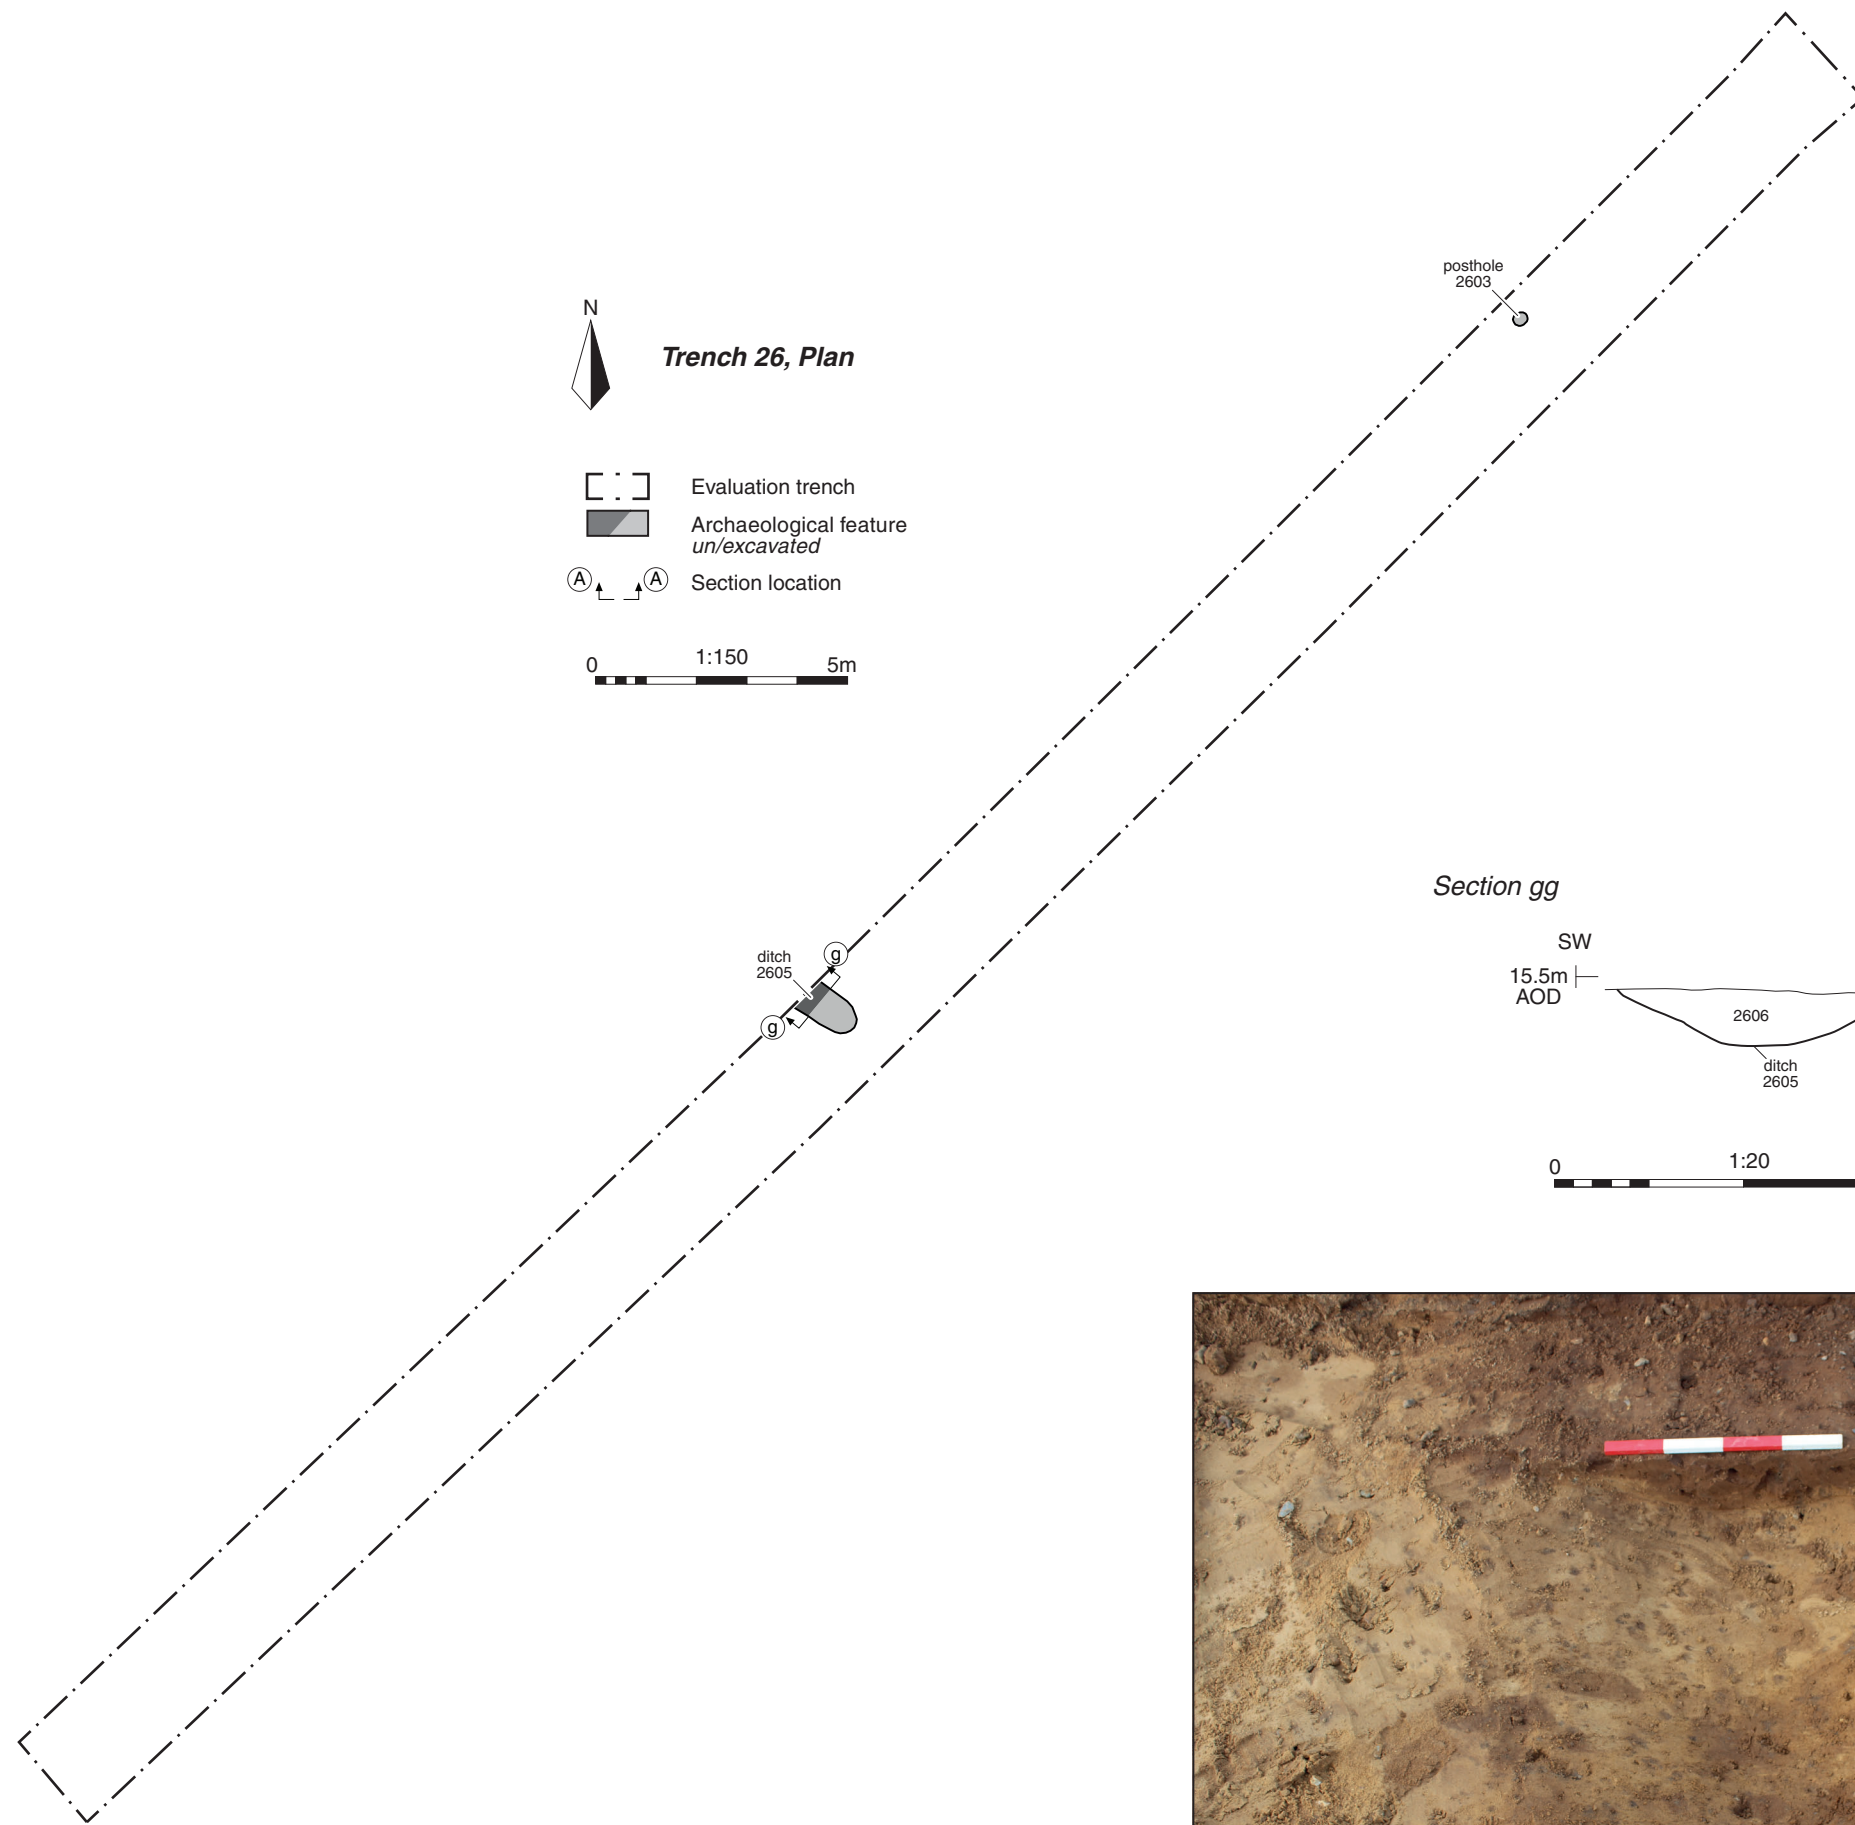 posthole
2603
N
Trench 26, Plan
Evaluation trench
Archaeological feature
un/excavated
A A Section location
0 1:150 5m
ditch
2605
g
g
Section gg
SW
15.5m
AOD
2606
ditch
2605
0 1:20